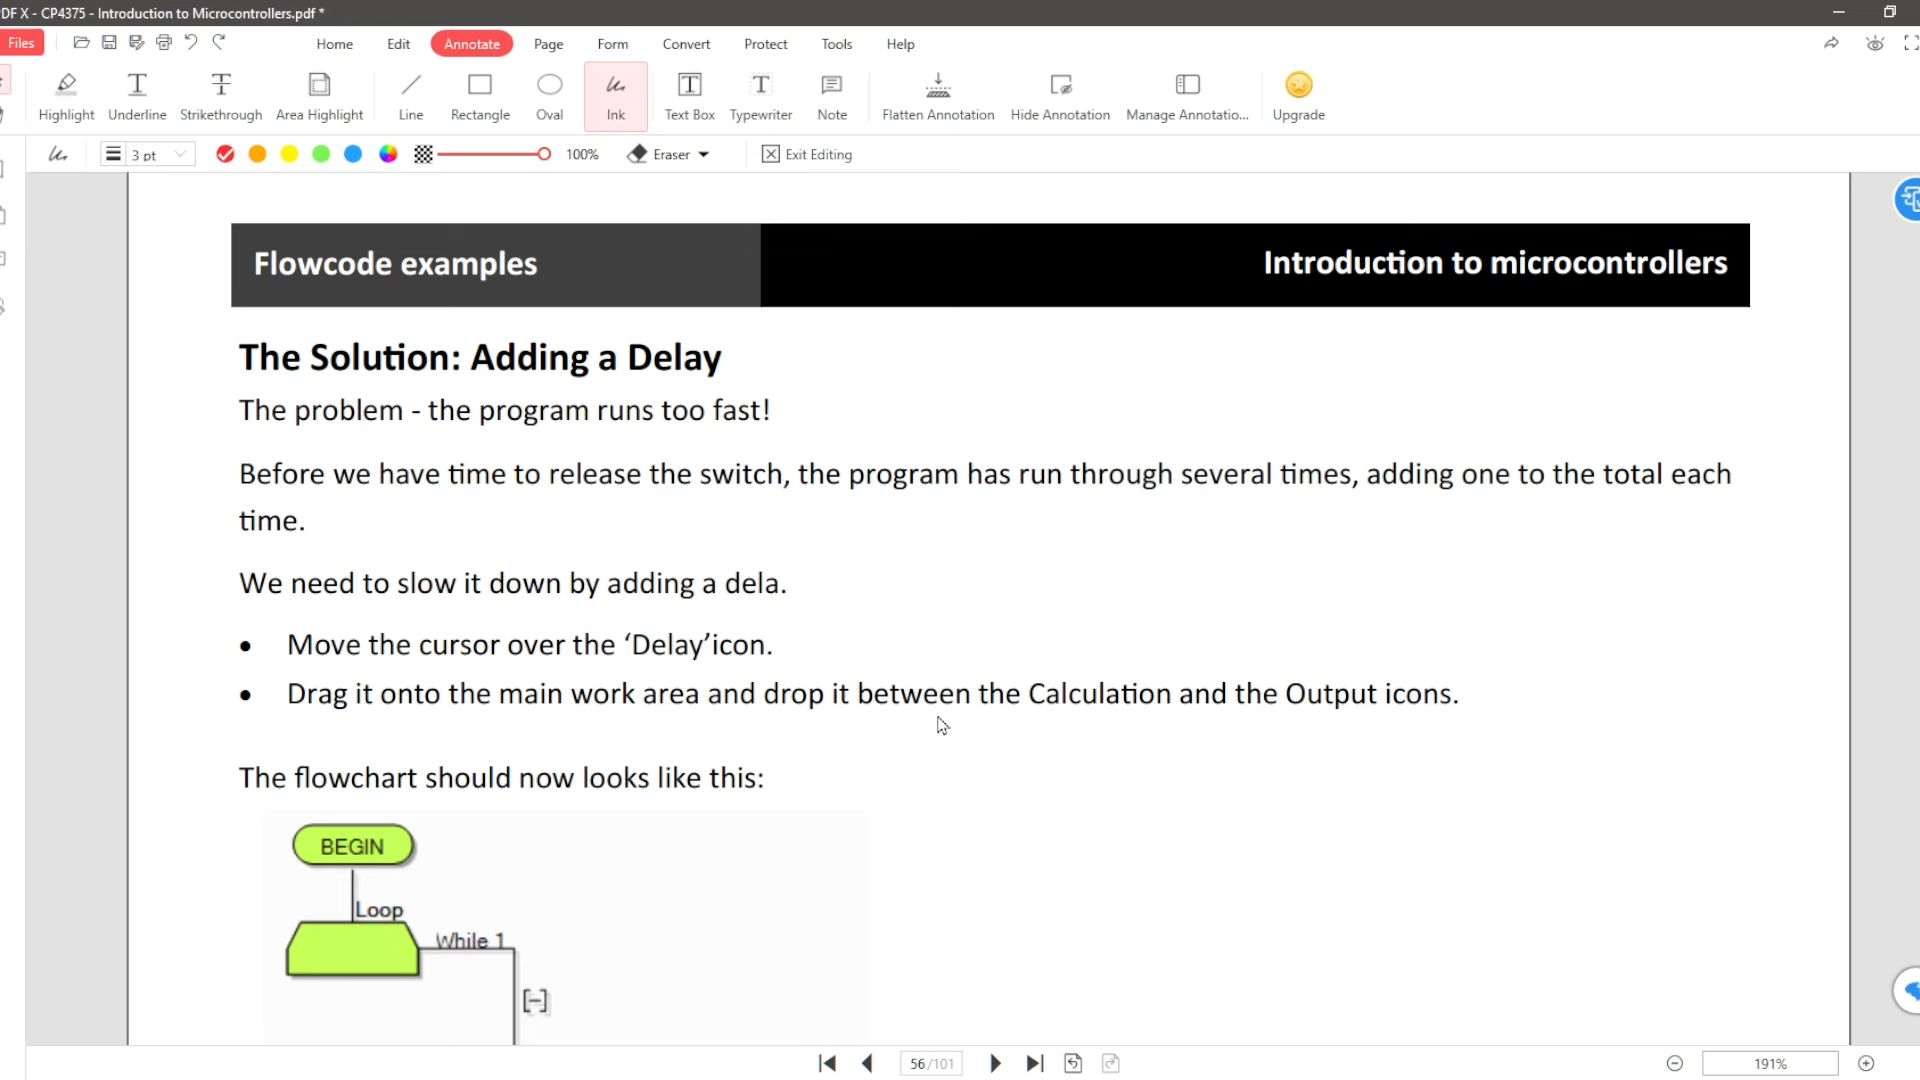 DF X - CP4375 - Introduction to Microcontrollers.pdf *
Files Home Edit Annotate Page Form Convert Protect Tools Help
Highlight Underline Strikethrough Area Highlight Line Rectangle Oval Ink Text Box Typewriter Note Flatten Annotation Hide Annotation Manage Annotatio... Upgrade
3 pt 100% Eraser Exit Editing
Flowcode examples Introduction to microcontrollers
The Solution: Adding a Delay
The problem - the program runs too fast!
Before we have time to release the switch, the program has run through several times, adding one to the total each
time.
We need to slow it down by adding a dela.
• Move the cursor over the ‘Delay’icon.
• Drag it onto the main work area and drop it between the Calculation and the Output icons.
The flowchart should now looks like this:
BEGIN
Loop
While 1
[-]
56 /101 191%